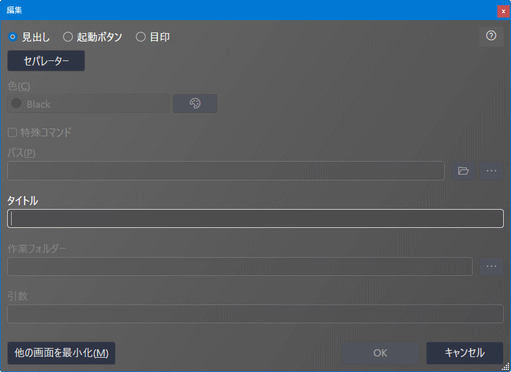 編集
見出し 起動ボタン 目印
セパレーター
色(C)
Black
特殊コマンド
パス(P)
タイトル
作業フォルダー
引数
他の画面を最小化(M) OK キャンセル